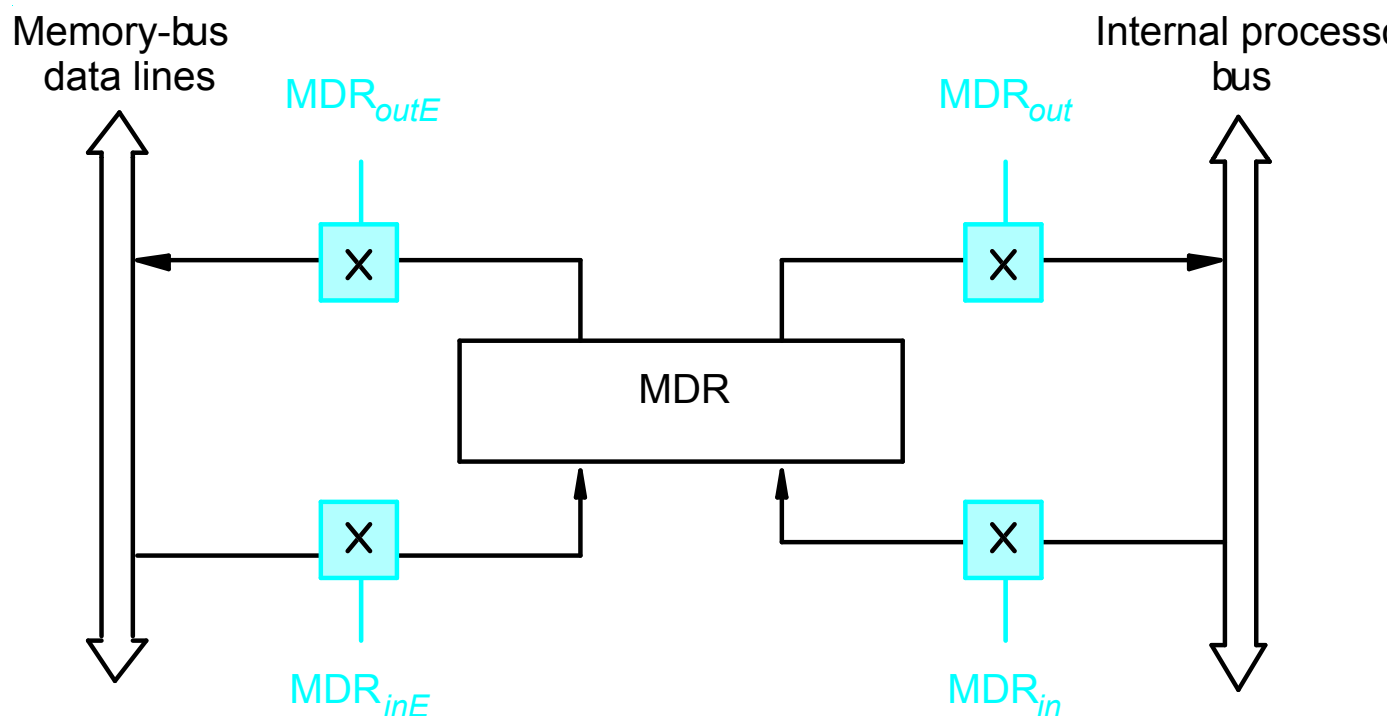 Memory-bus
data lines
Internal processo
bus
MDRoutE
MDRout
X
X
MDR
X
X
MDRinE
MDRin